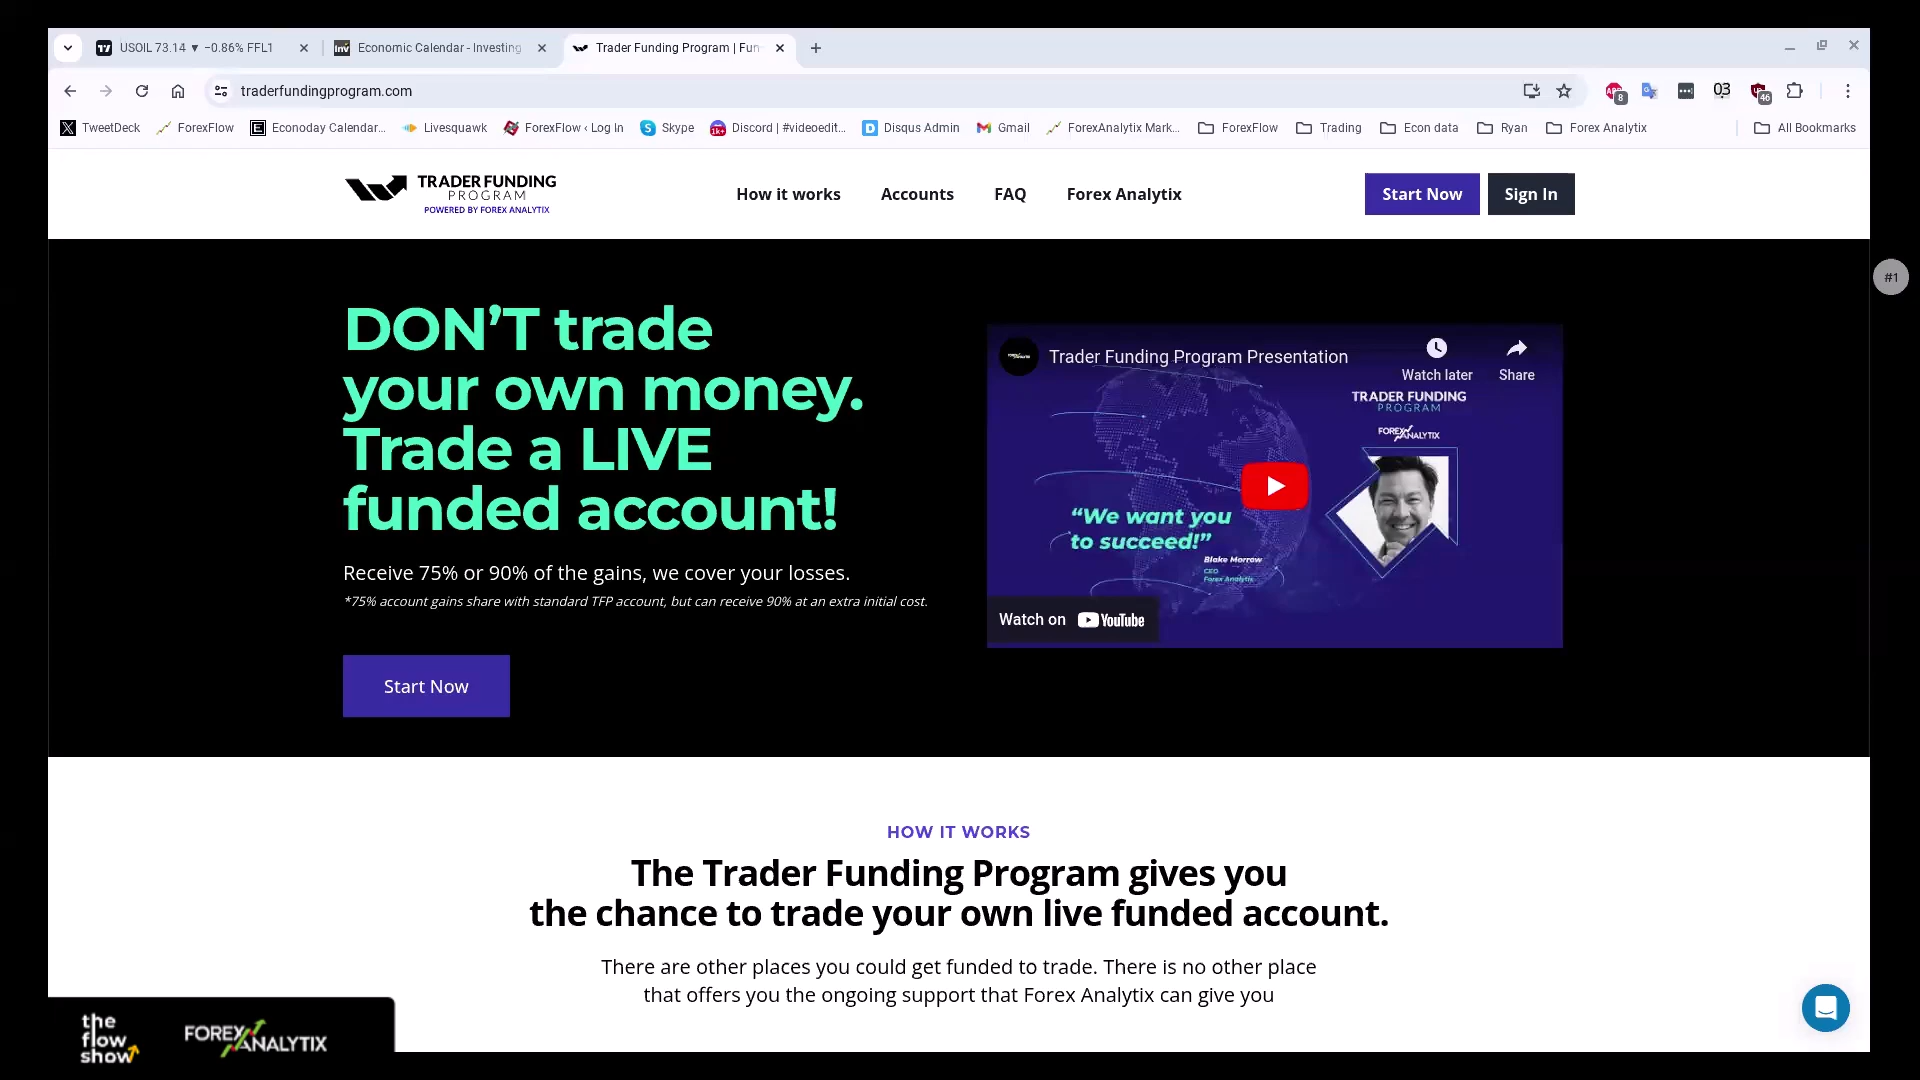 USOIL 73.14 ▼ −0.86% FFL1
Economic Calendar - Investing
Trader Funding Program | Fun
traderfundingprogram.com
8
03
46
TweetDeck
ForexFlow
Econoday Calendar...
Livesquawk
ForexFlow ‹ Log In
Skype
1k+
Discord | #videoedit...
Disqus Admin
Gmail
ForexAnalytix Mark...
ForexFlow
Trading
Econ data
Ryan
Forex Analytix
All Bookmarks
TRADER FUNDING
PROGRAM
POWERED BY FOREX ANALYTIX
How it works
Accounts
FAQ
Forex Analytix
Start Now
Sign In
#1
DON’T trade
your own money.
Trade a LIVE
funded account!
Receive 75% or 90% of the gains, we cover your losses.
*75% account gains share with standard TFP account, but can receive 90% at an extra initial cost.
Start Now
Trader Funding Program Presentation
Watch later
Share
TRADER FUNDING
PROGRAM
FOREX ANALYTIX
“We want you
to succeed!”
Blake Morrow
CEO
Forex Analytix
Watch on YouTube
HOW IT WORKS
The Trader Funding Program gives you
the chance to trade your own live funded account.
There are other places you could get funded to trade. There is no other place
that offers you the ongoing support that Forex Analytix can give you
the
flow
show
FOREX ANALYTIX